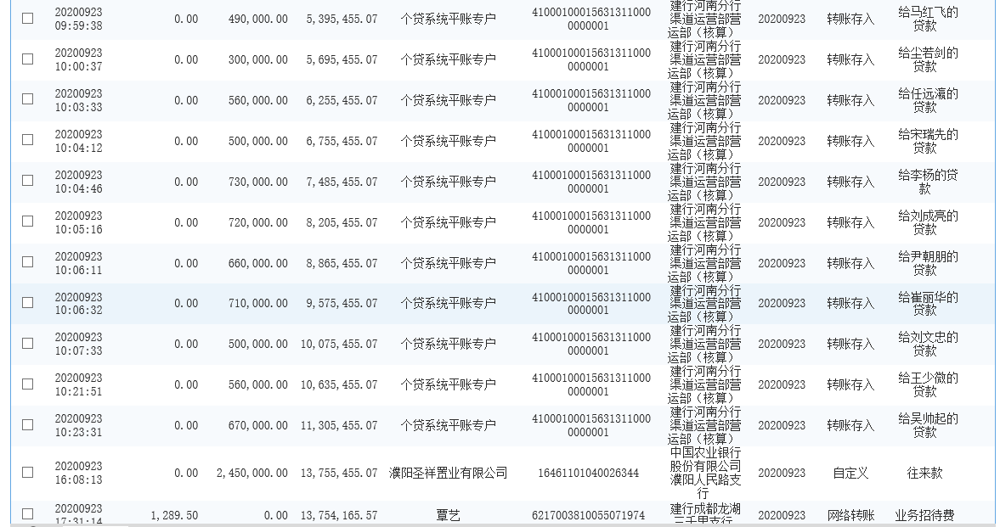 20200923 09:59:38 0.00 490,000.00 5,395,455.07 个贷系统平账专户 41000100015631311000 0000001 建行河南分行 渠道运营部营 运部（核算） 20200923 转账存入 给马红飞的 贷款
20200923 10:00:37 0.00 300,000.00 5,695,455.07 个贷系统平账专户 41000100015631311000 0000001 建行河南分行 渠道运营部营 运部（核算） 20200923 转账存入 给尘若剑的 贷款
20200923 10:03:33 0.00 560,000.00 6,255,455.07 个贷系统平账专户 41000100015631311000 0000001 建行河南分行 渠道运营部营 运部（核算） 20200923 转账存入 给任远瀛的 贷款
20200923 10:04:12 0.00 500,000.00 6,755,455.07 个贷系统平账专户 41000100015631311000 0000001 建行河南分行 渠道运营部营 运部（核算） 20200923 转账存入 给宋瑞先的 贷款
20200923 10:04:46 0.00 730,000.00 7,485,455.07 个贷系统平账专户 41000100015631311000 0000001 建行河南分行 渠道运营部营 运部（核算） 20200923 转账存入 给李杨的贷 款
20200923 10:05:16 0.00 720,000.00 8,205,455.07 个贷系统平账专户 41000100015631311000 0000001 建行河南分行 渠道运营部营 运部（核算） 20200923 转账存入 给刘成亮的 贷款
20200923 10:06:11 0.00 660,000.00 8,865,455.07 个贷系统平账专户 41000100015631311000 0000001 建行河南分行 渠道运营部营 运部（核算） 20200923 转账存入 给尹朝朋的 贷款
20200923 10:06:32 0.00 710,000.00 9,575,455.07 个贷系统平账专户 41000100015631311000 0000001 建行河南分行 渠道运营部营 运部（核算） 20200923 转账存入 给崔丽华的 贷款
20200923 10:07:33 0.00 500,000.00 10,075,455.07 个贷系统平账专户 41000100015631311000 0000001 建行河南分行 渠道运营部营 运部（核算） 20200923 转账存入 给刘文忠的 贷款
20200923 10:21:51 0.00 560,000.00 10,635,455.07 个贷系统平账专户 41000100015631311000 0000001 建行河南分行 渠道运营部营 运部（核算） 20200923 转账存入 给王少微的 贷款
20200923 10:23:31 0.00 670,000.00 11,305,455.07 个贷系统平账专户 41000100015631311000 0000001 建行河南分行 渠道运营部营 运部（核算） 20200923 转账存入 给吴帅起的 贷款
20200923 16:08:13 0.00 2,450,000.00 13,755,455.07 濮阳圣祥置业有限公司 16461101040026344 中国农业银行 股份有限公司 濮阳人民路支 行 20200923 自定义 往来款
20200923 17:31:14 1,289.50 0.00 13,754,165.57 覃艺 6217003810055071974 建行成都龙湖 三千里支行 20200923 网络转账 业务招待费